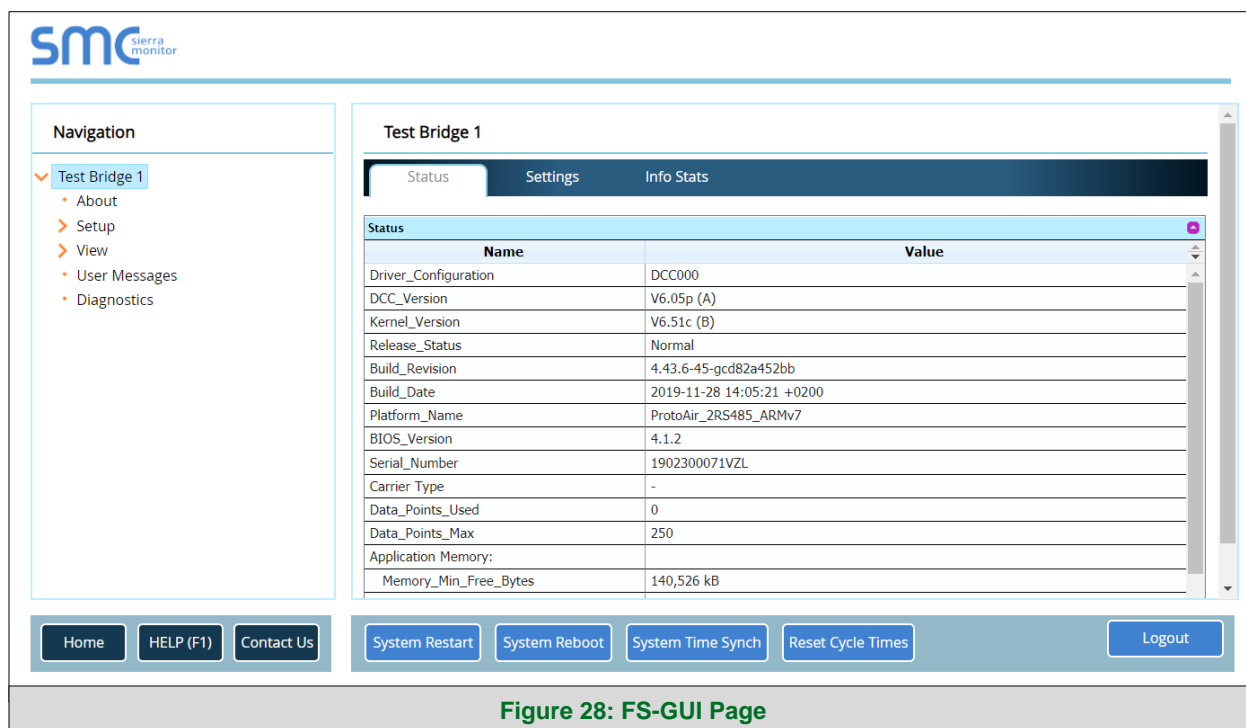 SMC sierra
monitor
Navigation
Test Bridge 1
About
Setup
View
User Messages
Diagnostics
Test Bridge 1
Status Settings Info Stats
Status
Name Value
Driver_Configuration DCC000
DCC_Version V6.05p (A)
Kernel_Version V6.51c (B)
Release_Status Normal
Build_Revision 4.43.6-45-gcd82a452bb
Build_Date 2019-11-28 14:05:21 +0200
Platform_Name ProtoAir_2RS485_ARMv7
BIOS_Version 4.1.2
Serial_Number 1902300071VZL
Carrier Type -
Data_Points_Used 0
Data_Points_Max 250
Application Memory:
Memory_Min_Free_Bytes 140,526 kB
Home HELP (F1) Contact Us System Restart System Reboot System Time Synch Reset Cycle Times Logout
Figure 28: FS-GUI Page